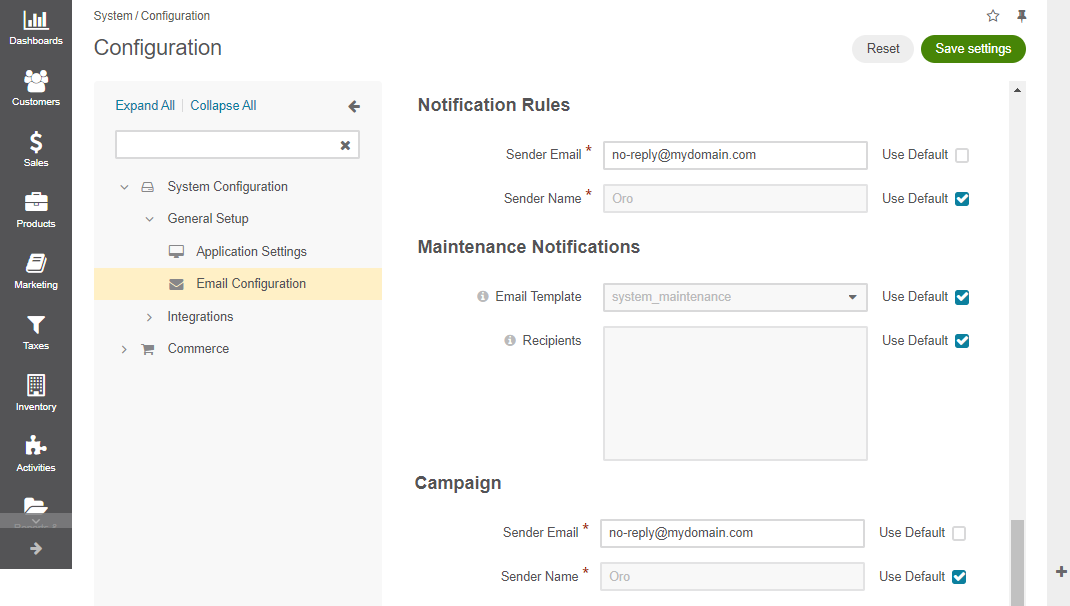 System / Configuration
Configuration
Reset
Save settings
Dashboards
Customers
Sales
Products
Marketing
Taxes
Inventory
Activities
Expand All | Collapse All
System Configuration
General Setup
Application Settings
Email Configuration
Integrations
Commerce
Notification Rules
Sender Email * no-reply@mydomain.com Use Default
Sender Name * Oro Use Default
Maintenance Notifications
Email Template system_maintenance Use Default
Recipients Use Default
Campaign
Sender Email * no-reply@mydomain.com Use Default
Sender Name * Oro Use Default